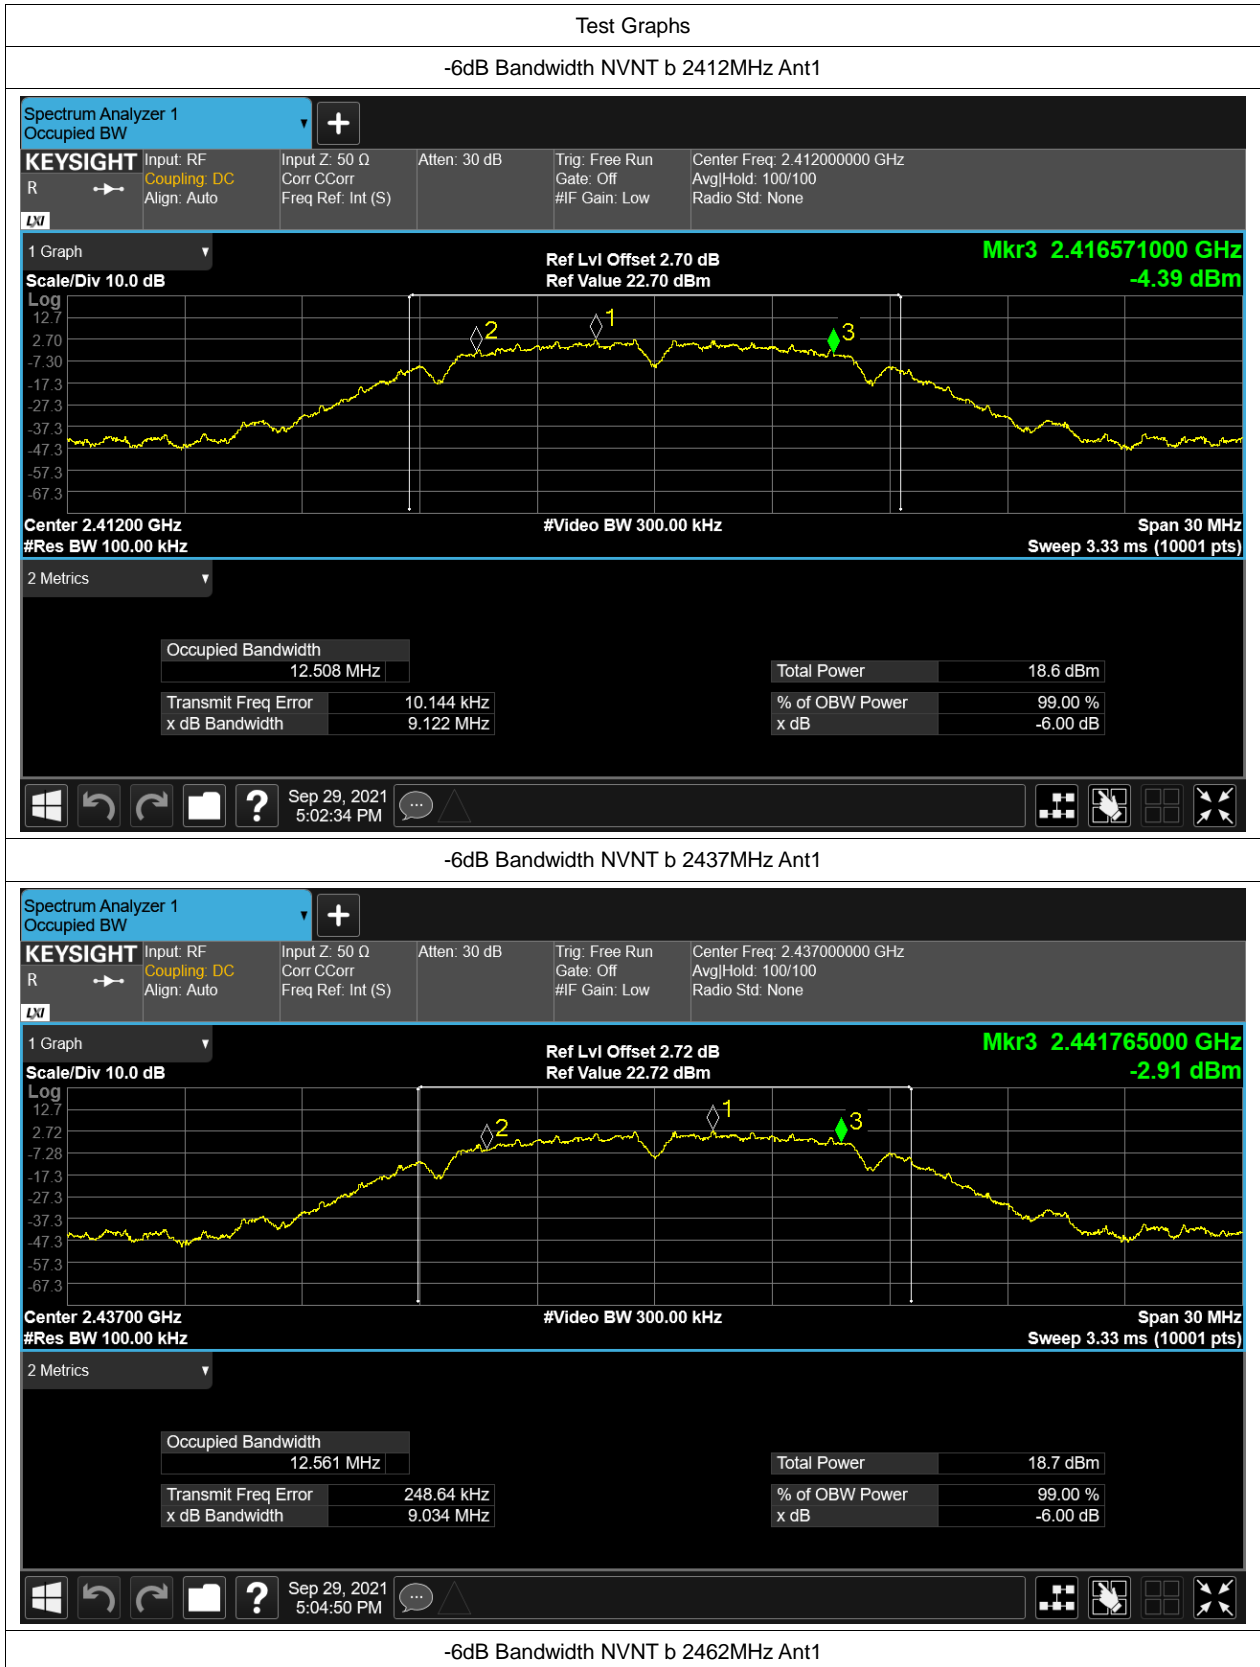 Test Graphs
-6dB Bandwidth NVNT b 2412MHz Ant1
Spectrum Analyzer 1
Occupied BW
KEYSIGHT Input: RF Input Z: 50 Ω Atten: 30 dB Trig: Free Run Center Freq: 2.412000000 GHz
R Coupling: DC Corr CCorr Gate: Off Avg|Hold: 100/100
Align: Auto Freq Ref: Int (S) #IF Gain: Low Radio Std: None
LXI
1 Graph Ref Lvl Offset 2.70 dB Mkr3 2.416571000 GHz
Scale/Div 10.0 dB Ref Value 22.70 dBm -4.39 dBm
Log
12.7
2.70
-7.30
-17.3
-27.3
-37.3
-47.3
-57.3
-67.3
2 1 3
Center 2.41200 GHz #Video BW 300.00 kHz Span 30 MHz
#Res BW 100.00 kHz Sweep 3.33 ms (10001 pts)
2 Metrics
Occupied Bandwidth
12.508 MHz Total Power 18.6 dBm
Transmit Freq Error 10.144 kHz % of OBW Power 99.00 %
x dB Bandwidth 9.122 MHz x dB -6.00 dB
? Sep 29, 2021
5:02:34 PM
-6dB Bandwidth NVNT b 2437MHz Ant1
Spectrum Analyzer 1
Occupied BW
KEYSIGHT Input: RF Input Z: 50 Ω Atten: 30 dB Trig: Free Run Center Freq: 2.437000000 GHz
R Coupling: DC Corr CCorr Gate: Off Avg|Hold: 100/100
Align: Auto Freq Ref: Int (S) #IF Gain: Low Radio Std: None
LXI
1 Graph Ref Lvl Offset 2.72 dB Mkr3 2.441765000 GHz
Scale/Div 10.0 dB Ref Value 22.72 dBm -2.91 dBm
Log
12.7
2.72
-7.28
-17.3
-27.3
-37.3
-47.3
-57.3
-67.3
2 1 3
Center 2.43700 GHz #Video BW 300.00 kHz Span 30 MHz
#Res BW 100.00 kHz Sweep 3.33 ms (10001 pts)
2 Metrics
Occupied Bandwidth
12.561 MHz Total Power 18.7 dBm
Transmit Freq Error 248.64 kHz % of OBW Power 99.00 %
x dB Bandwidth 9.034 MHz x dB -6.00 dB
? Sep 29, 2021
5:04:50 PM
-6dB Bandwidth NVNT b 2462MHz Ant1